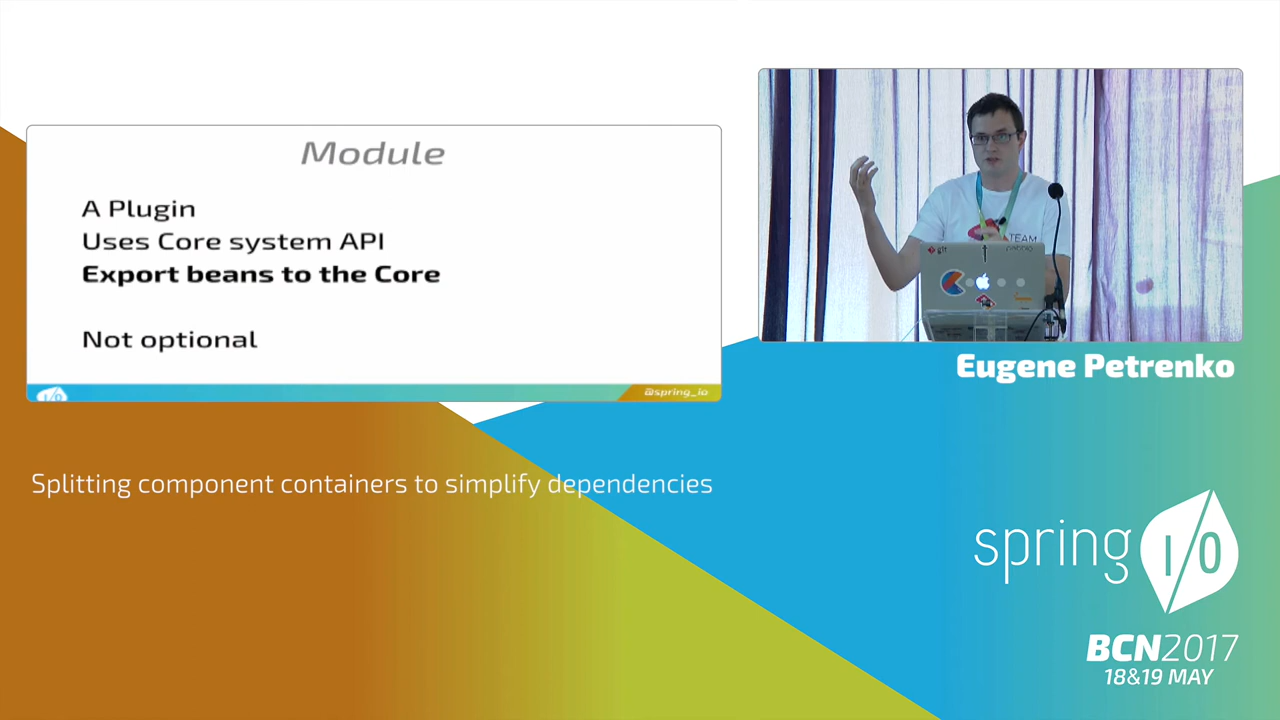 Module
A Plugin
Uses Core system API
Export beans to the Core
Not optional
I/O
@spring_io
TEAM
Eugene Petrenko
Splitting component containers to simplify dependencies
spring I/O
BCN2017
18&19 MAY